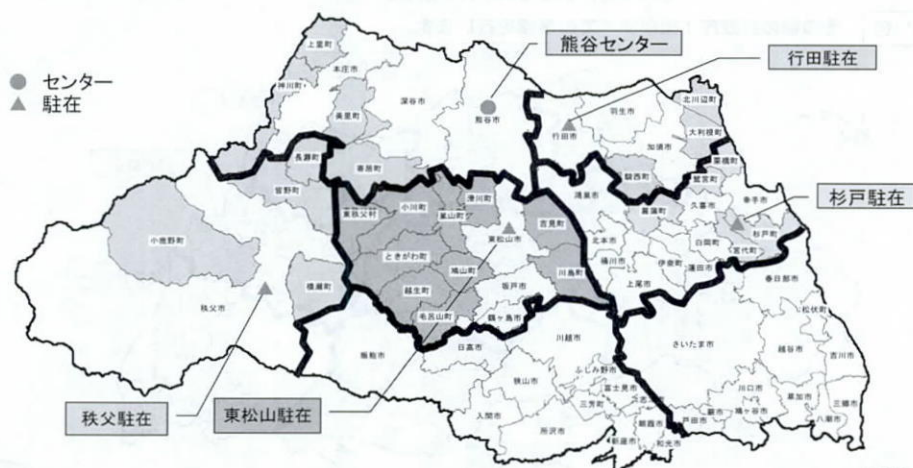 熊谷センター
行田駐在
センター
駐在
上里町
本庄市
神川町
美里町
深谷市
熊谷市
行田市
羽生市
加須市
北川辺町
大利根町
長瀞町
皆野町
寄居町
騎西町
栗橋町
鷲宮町
幸手市
杉戸駐在
小鹿野町
東秩父村
小川町
嵐山町
滑川町
吉見町
鴻巣市
菖蒲町
久喜市
杉戸町
宮代町
白岡町
東松山市
北本市
桶川市
伊奈町
蓮田市
上尾市
春日部市
ときがわ町
鳩山町
川島町
坂戸市
越生町
毛呂山町
鶴ヶ島市
横瀬町
秩父市
松伏町
さいたま市
越谷市
吉川市
飯能市
日高市
川越市
狭山市
ふじみ野市
富士見市
三芳町
入間市
所沢市
新座市
朝霞市
和光市
戸田市
蕨市
川口市
鳩ヶ谷市
草加市
八潮市
三郷市
秩父駐在
東松山駐在